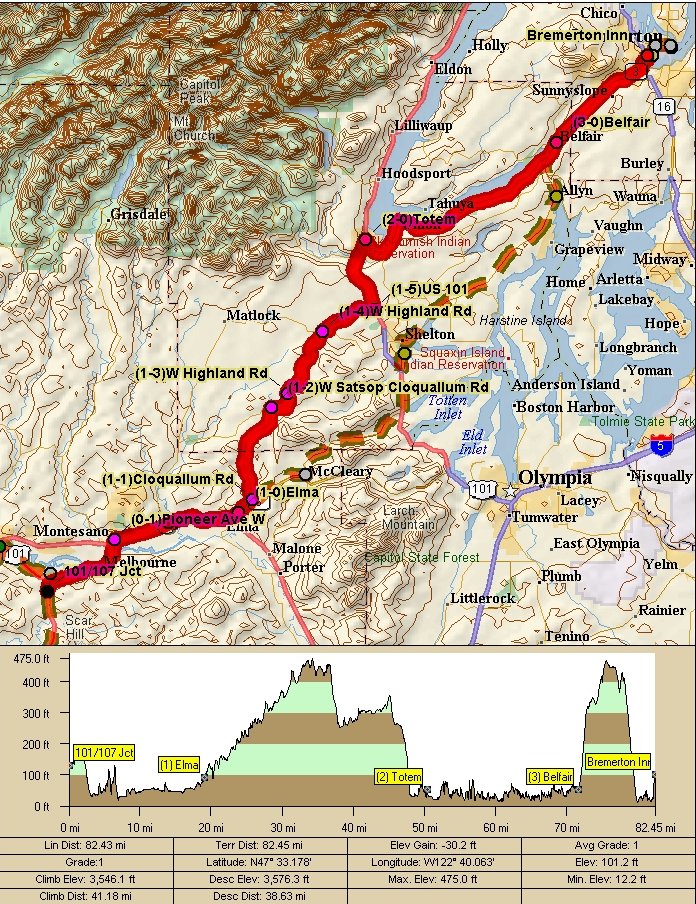 Chico
Bremerton Inn
Holly
Eldon
Sunnyslope
16
Capitol
Peak
Mt
Church
(3-0)Belfair
Belfair
Lilliwaup
Burley
Hoodsport
Allyn
Wauna
Grisdale
Tahuya
(2-0)Totem
Vaughn
Indian
Grapeview
Midway
(1-5)US 101
Home
Arletta
Lakebay
(1-4)W Highland Rd
Matlock
Harstine Island
Hope
Shelton
Longbranch
Squaxin Island
Indian Reservation
Yoman
(1-3)W Highland Rd
(1-2)W Satsop Cloquallum Rd
Anderson Island
Totten
Inlet
Boston Harbor
Tolmie State Park
Eld
Inlet
5
McCleary
(1-1)Cloquallum Rd
Olympia
Nisqually
(1-0)Elma
101
Lacey
Larch
Mountain
Tumwater
(0-1)Pioneer Ave W
Montesano
Elma
101
Malone
East Olympia
Porter
Capitol State Forest
Melbourne
101/107 Jct
Yelm
Plumb
Littlerock
Rainier
Scar
Hill
Tenino
475.0 ft
400 ft
300 ft
200 ft
100 ft
0 ft
101/107 Jct
(1) Elma
(2) Totem
(3) Belfair
Bremerton Inn
0 mi
10 mi
20 mi
30 mi
40 mi
50 mi
60 mi
70 mi
82.45 mi
Lin Dist: 82.43 mi
Terr Dist: 82.45 mi
Elev Gain: -30.2 ft
Avg Grade: 1
Grade:1
Latitude: N47° 33.178'
Longitude: W122° 40.063'
Elev: 101.2 ft
Climb Elev: 3,546.1 ft
Desc Elev: 3,576.3 ft
Max. Elev: 475.0 ft
Min. Elev: 12.2 ft
Climb Dist: 41.18 mi
Desc Dist: 38.63 mi